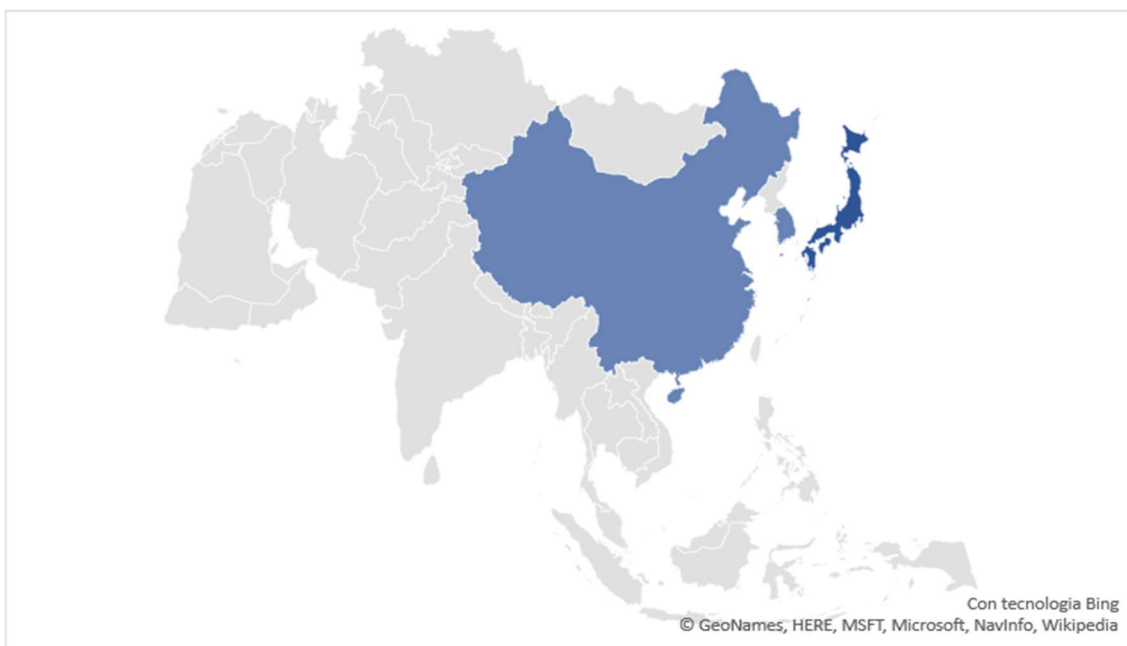 Con tecnologia Bing
© GeoNames, HERE, MSFT, Microsoft, NavInfo, Wikipedia